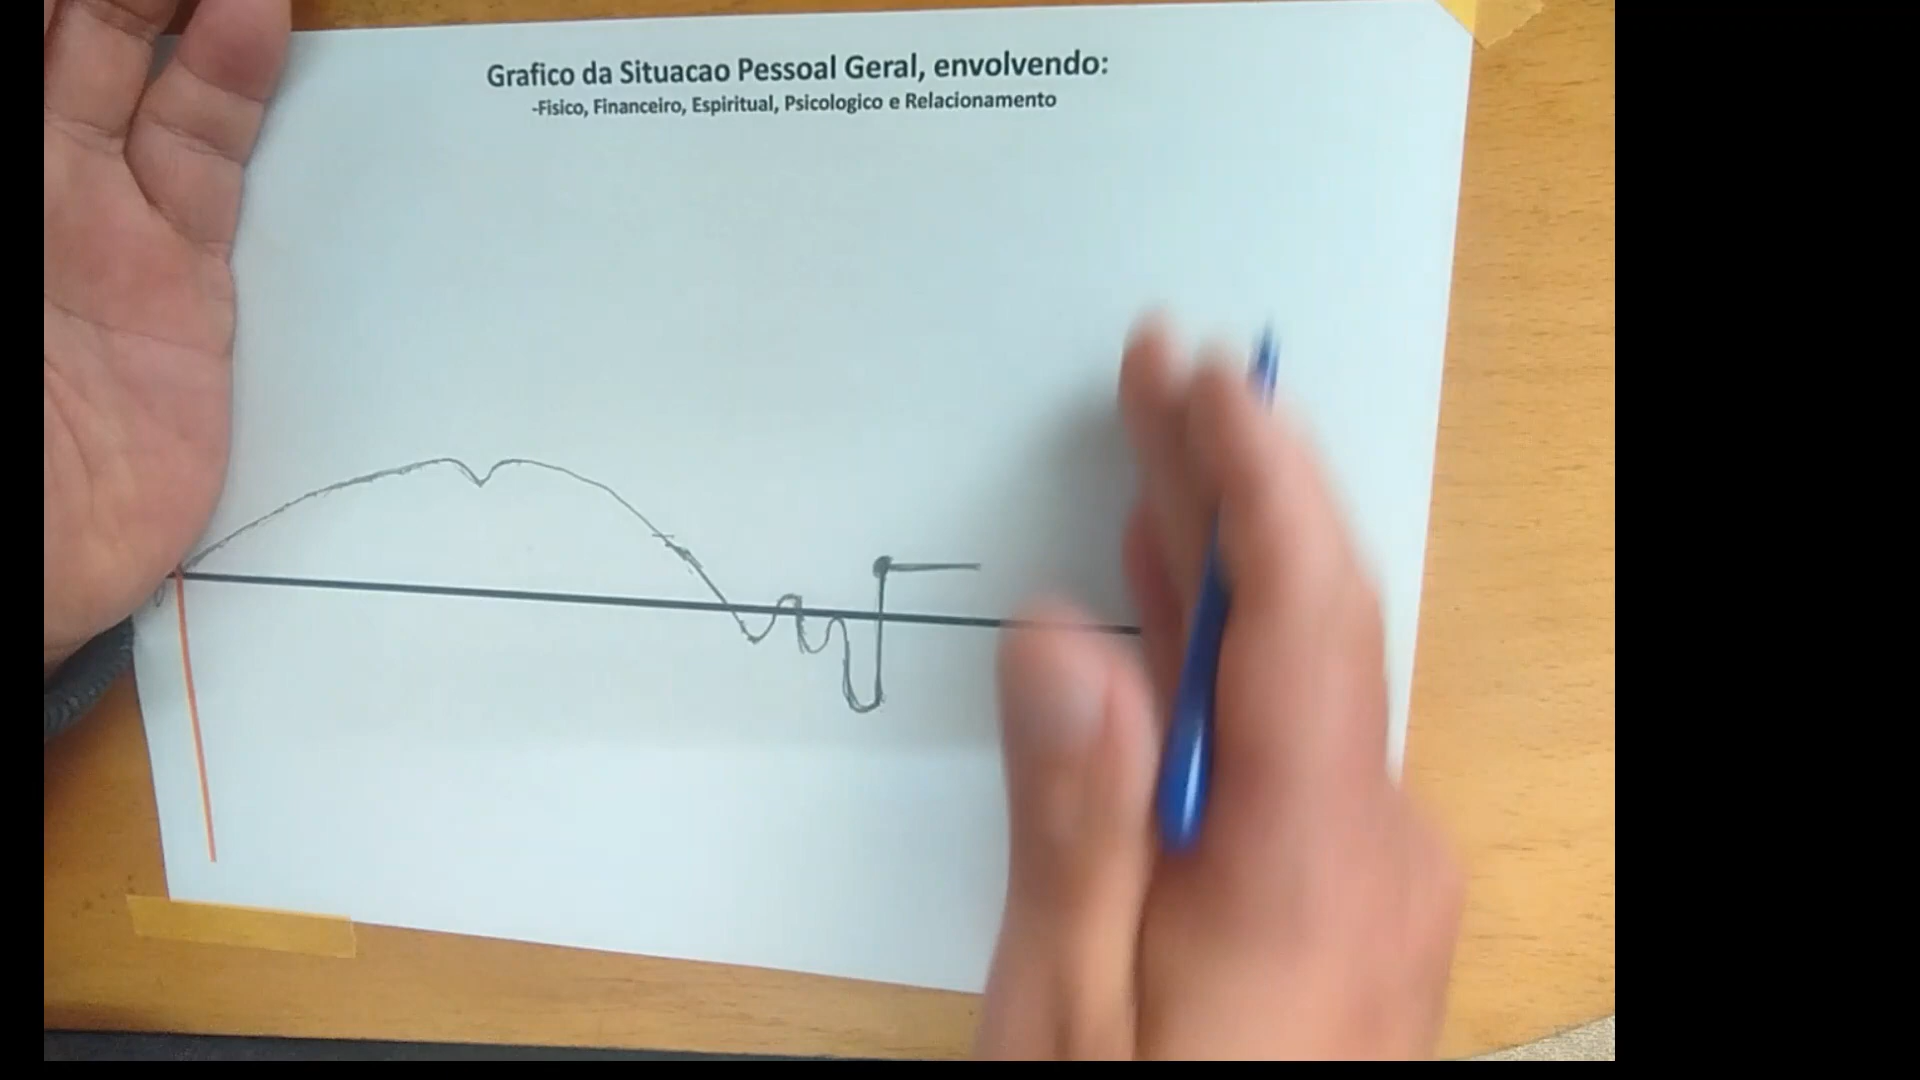 Grafico da Situacao Pessoal Geral, envolvendo:
-Fisico, Financeiro, Espiritual, Psicologico e Relacionamento